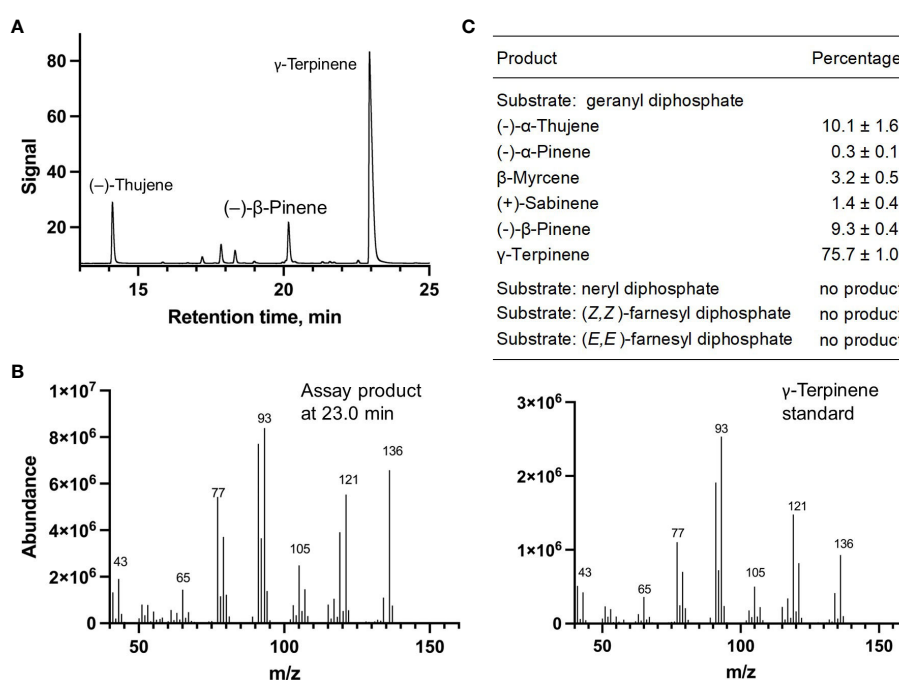 A
80
60
40
20
Signal
γ-Terpinene
(−)-Thujene
(−)-β-Pinene
15
20
25
Retention time, min
C
Product Percentage
Substrate: geranyl diphosphate
(-)-α-Thujene 10.1 ± 1.6
(-)-α-Pinene 0.3 ± 0.1
β-Myrcene 3.2 ± 0.5
(+)-Sabinene 1.4 ± 0.4
(-)-β-Pinene 9.3 ± 0.4
γ-Terpinene 75.7 ± 1.0
Substrate: neryl diphosphate no product
Substrate: (Z,Z)-farnesyl diphosphate no product
Substrate: (E,E)-farnesyl diphosphate no product
B
1×10⁷
8×10⁶
6×10⁶
4×10⁶
2×10⁶
0
Abundance
Assay product
at 23.0 min
43
65
77
93
105
121
136
50
100
150
m/z
3×10⁶
2×10⁶
1×10⁶
0
γ-Terpinene
standard
43
65
77
93
105
121
136
50
100
150
m/z